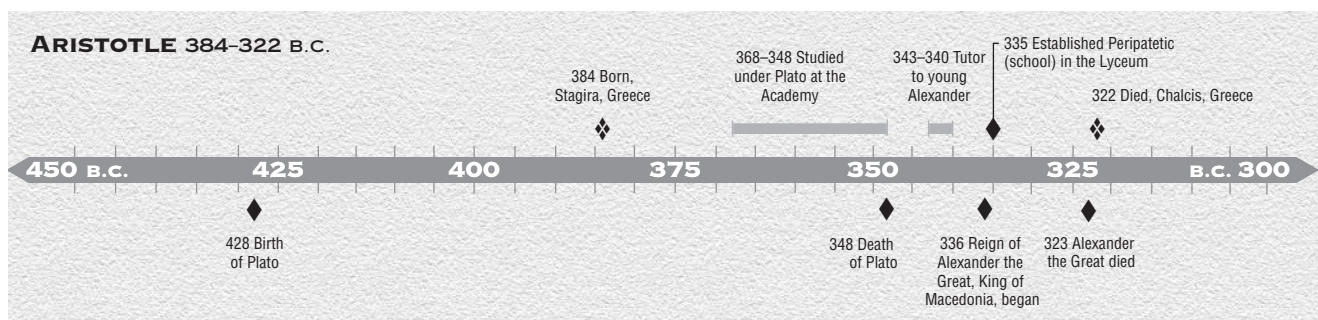 ARISTOTLE 384–322 B.C.
384 Born,
Stagira, Greece
368–348 Studied
under Plato at the
Academy
343–340 Tutor
to young
Alexander
335 Established Peripatetic
(school) in the Lyceum
322 Died, Chalcis, Greece
450 B.C. 425 400 375 350 325 B.C. 300
428 Birth
of Plato
348 Death
of Plato
336 Reign of
Alexander the
Great, King of
Macedonia, began
323 Alexander
the Great died